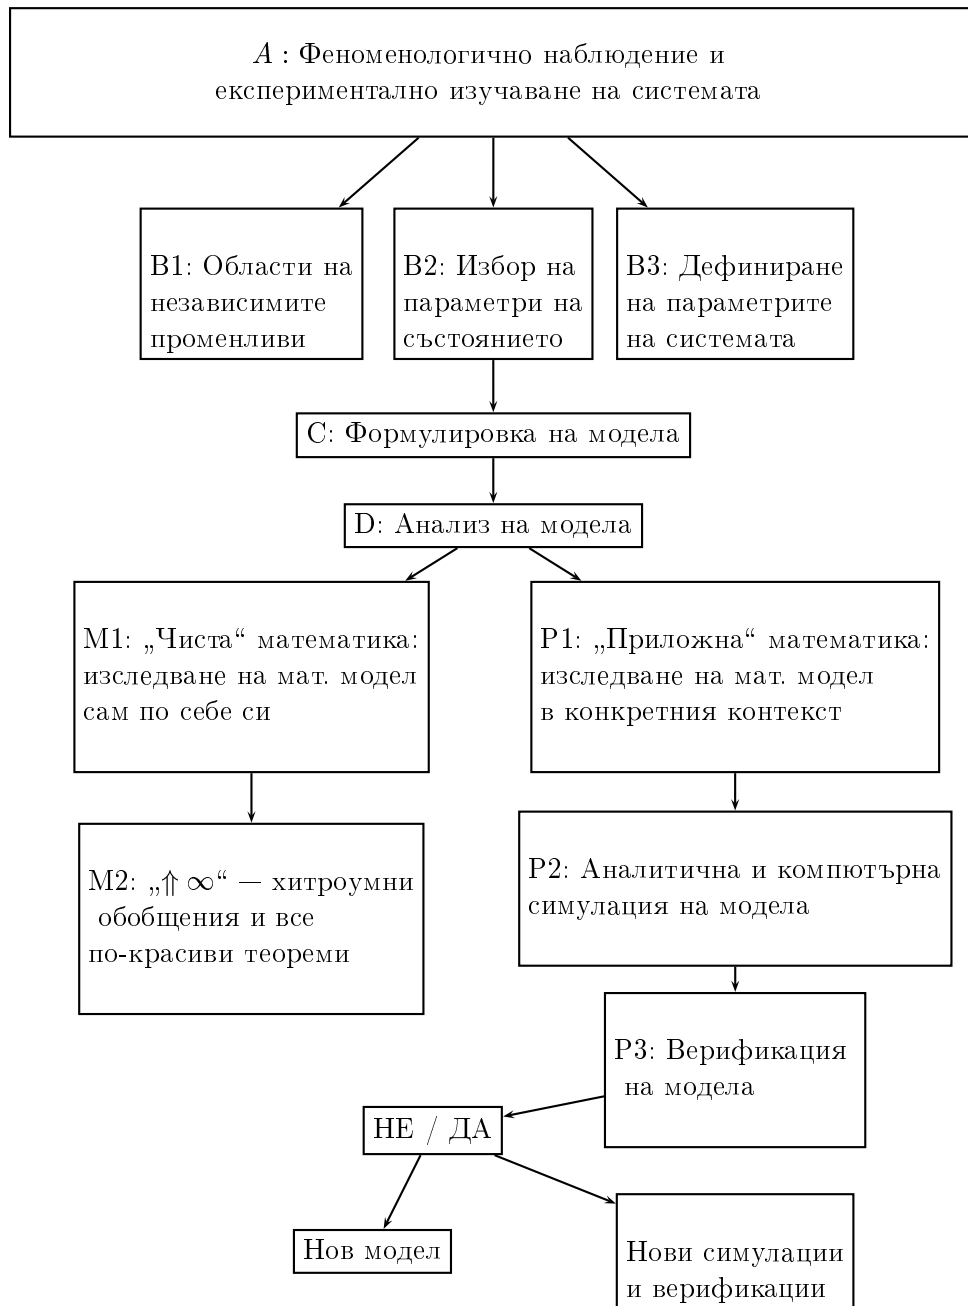 A : Феноменологично наблюдение и
експериментално изучаване на системата
B1: Области на
независимите
променливи
B2: Избор на
параметри на
състоянието
B3: Дефиниране
на параметрите
на системата
C: Формулировка на модела
D: Анализ на модела
M1: „Чиста“ математика:
изследване на мат. модел
сам по себе си
P1: „Приложна“ математика:
изследване на мат. модел
в конкретния контекст
M2: „⇑ ∞“ — хитроумни
обобщения и все
по-красиви теореми
P2: Аналитична и компютърна
симулация на модела
P3: Верификация
на модела
НЕ / ДА
Нов модел
Нови симулации
и верификации